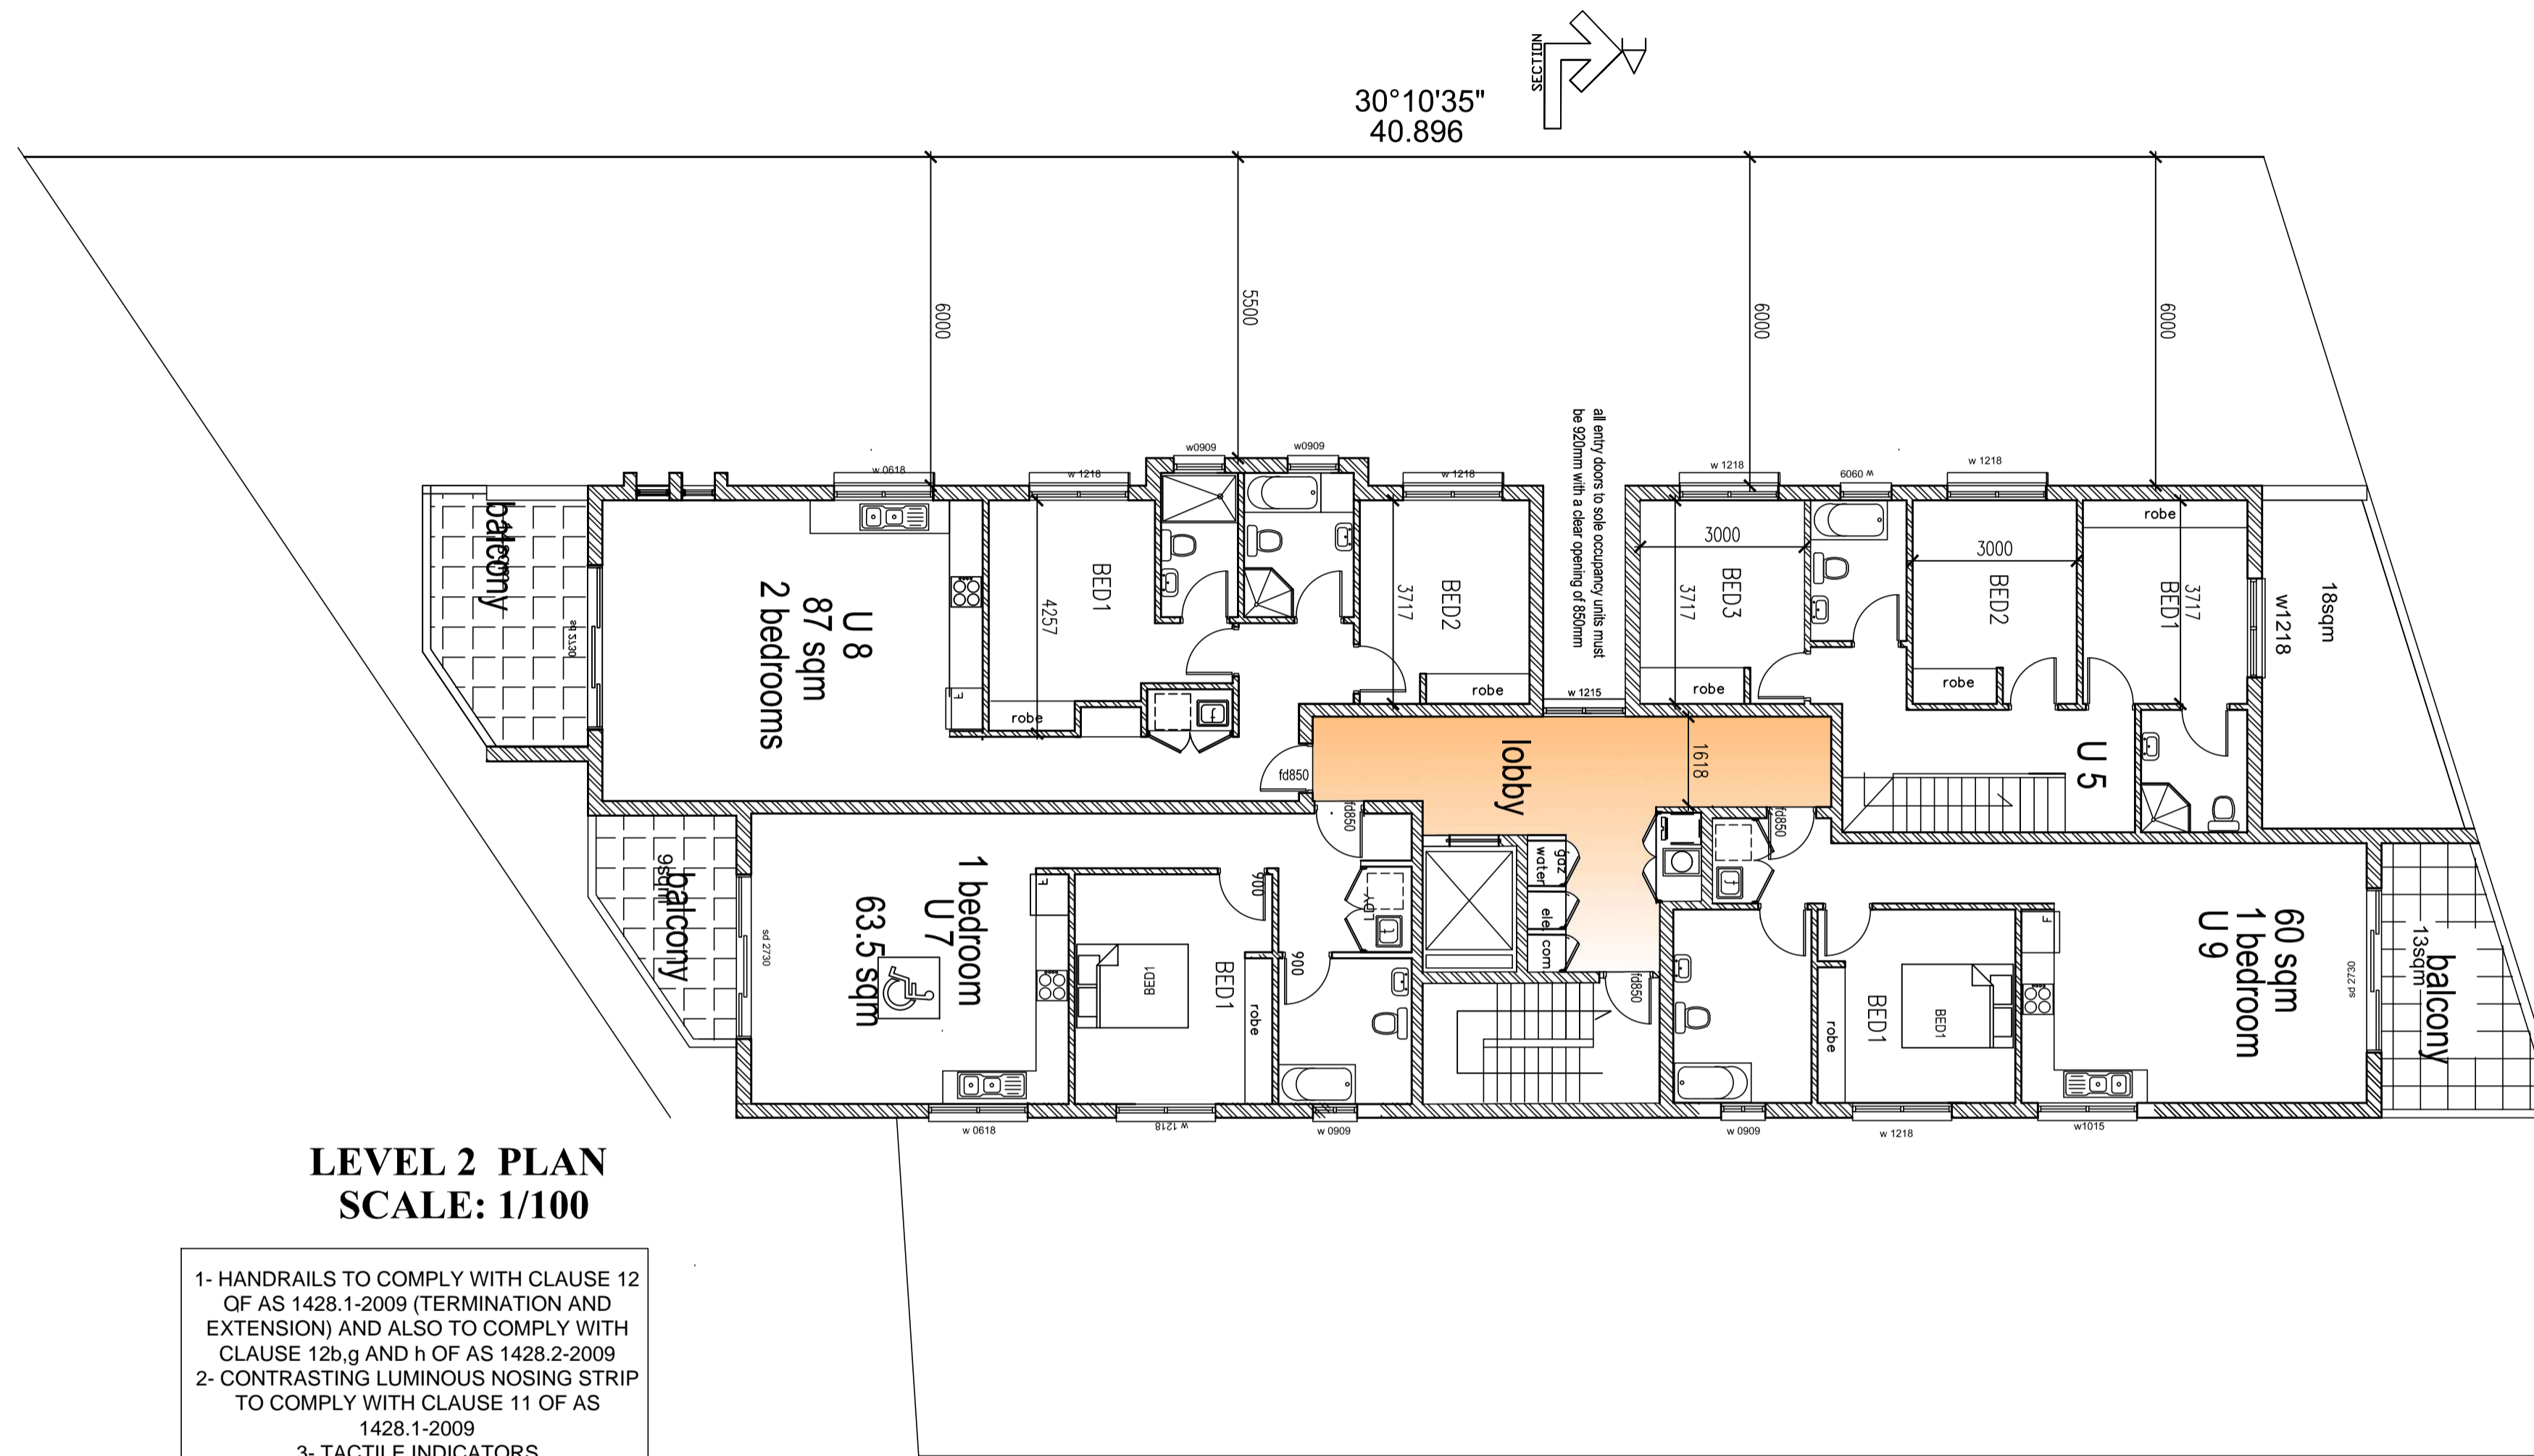 SECTION
30°10'35"
40.896
6000
5500
6000
6000
all entry doors to sole occupancy units must
be 920mm with a clear opening of 850mm
w 0618
w 1218
w0909
w0909
w 1218
w 1218
w 0909
w 1218
balcony
sd 2730
U 8
87 sqm
2 bedrooms
F
BED1
4257
robe
BED2
3717
robe
w 1215
BED3
3000
3717
robe
BED2
3000
robe
robe
BED1
3717
w1218
18sqm
U 5
lobby
1618
fd850
fd850
fd850
fd850
gaz
water
ele
com
balcony
9sqm
sd 2730
1 bedroom
U 7
63.5 sqm
F
BED1
BED1
robe
900
900
LDY
robe
BED1
BED1
F
60 sqm
1 bedroom
U 9
sd 2730
balcony
13sqm
w 0618
w 1218
w 0909
w 0909
w 1218
w1015
LEVEL 2 PLAN
SCALE: 1/100
1- HANDRAILS TO COMPLY WITH CLAUSE 12
OF AS 1428.1-2009 (TERMINATION AND
EXTENSION) AND ALSO TO COMPLY WITH
CLAUSE 12b,g AND h OF AS 1428.2-2009
2- CONTRASTING LUMINOUS NOSING STRIP
TO COMPLY WITH CLAUSE 11 OF AS
1428.1-2009
3- TACTILE INDICATORS